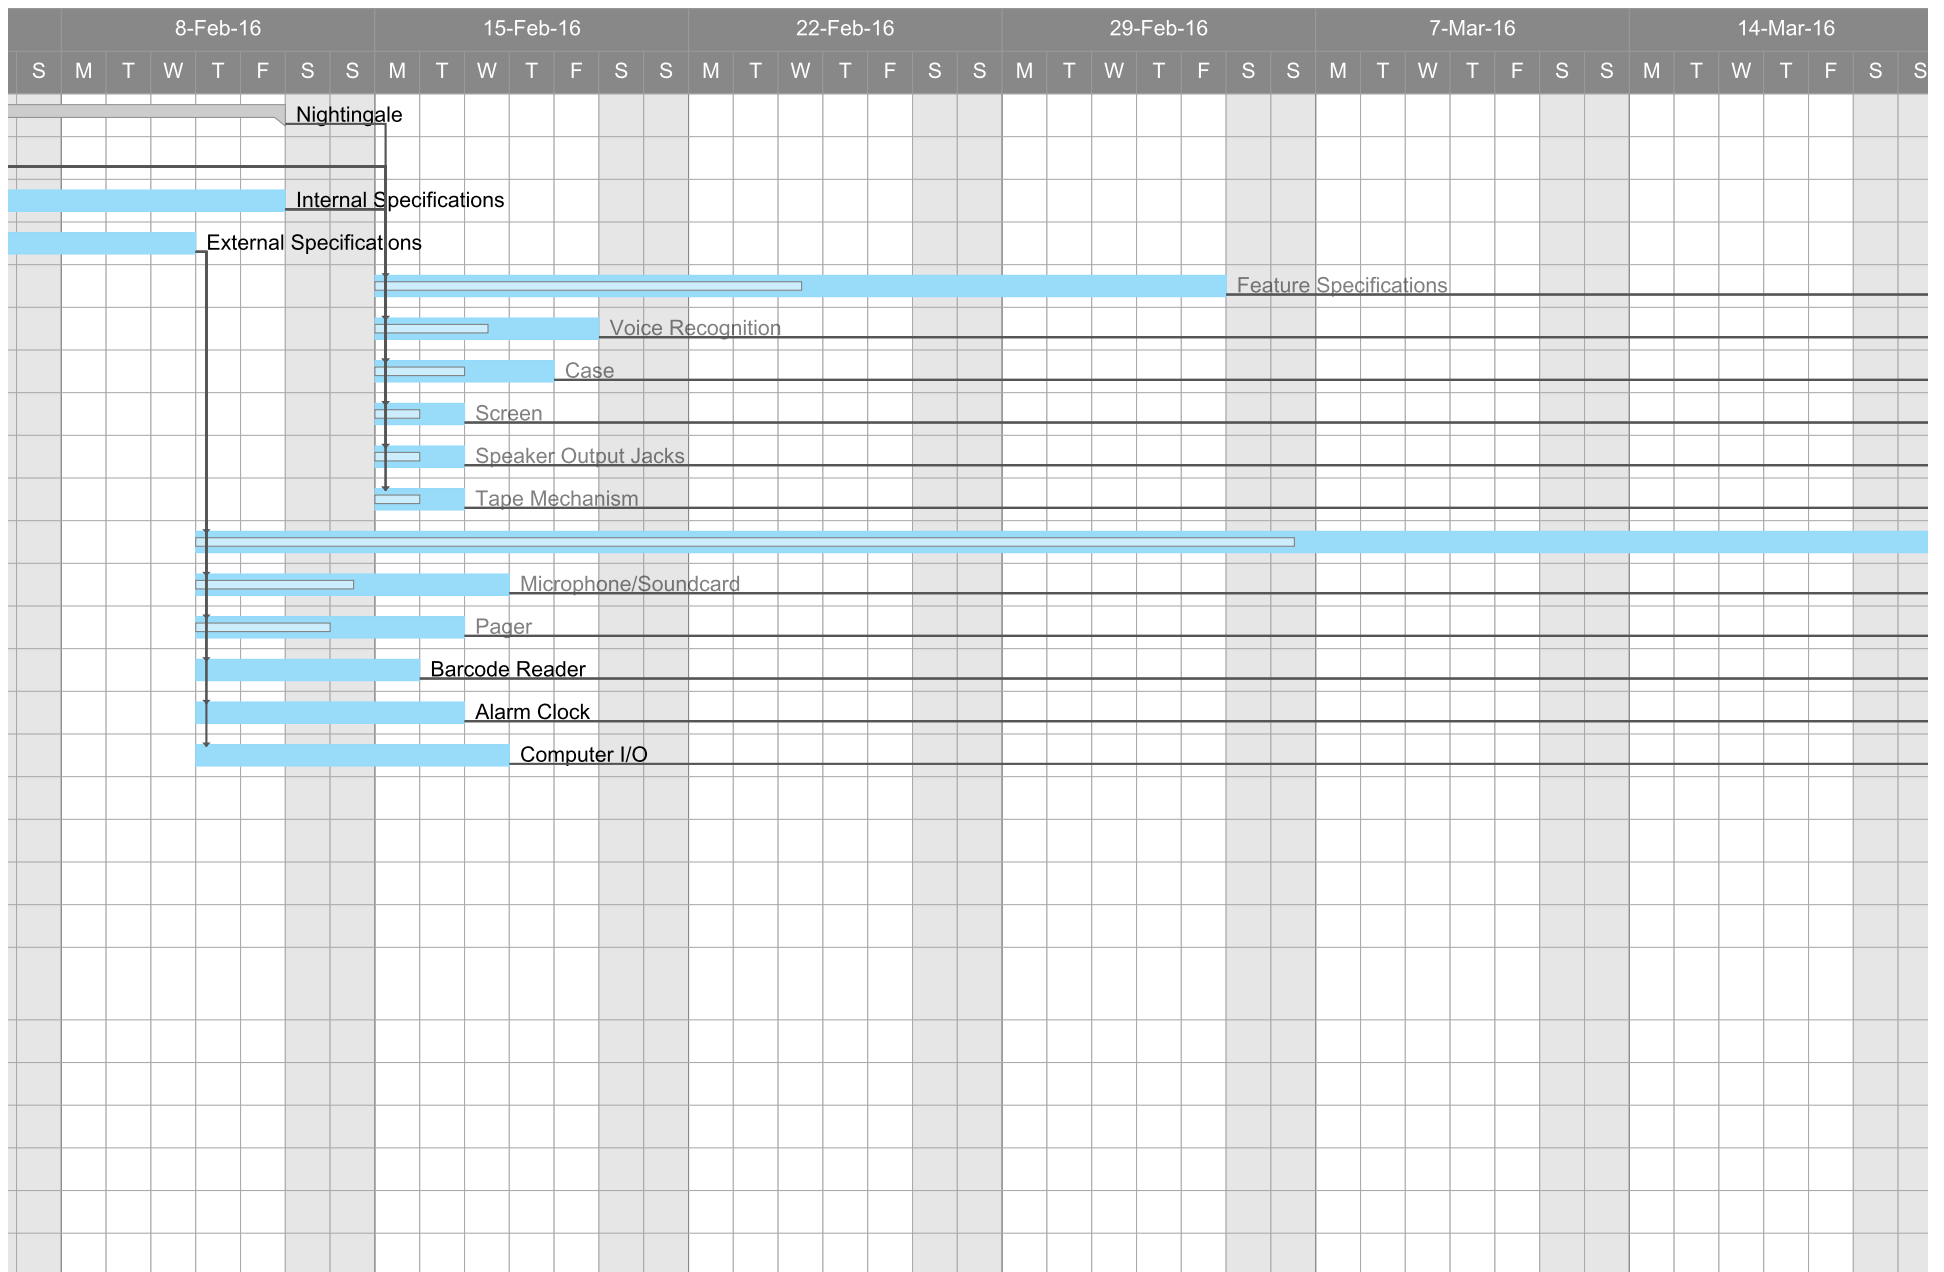 8-Feb-16 15-Feb-16 22-Feb-16 29-Feb-16 7-Mar-16 14-Mar-16
S M T W T F S S M T W T F S S M T W T F S S M T W T F S S M T W T F S S M T W T F S S
Nightingale
Internal Specifications
External Specifications
Feature Specifications
Voice Recognition
Case
Screen
Speaker Output Jacks
Tape Mechanism
Microphone/Soundcard
Pager
Barcode Reader
Alarm Clock
Computer I/O